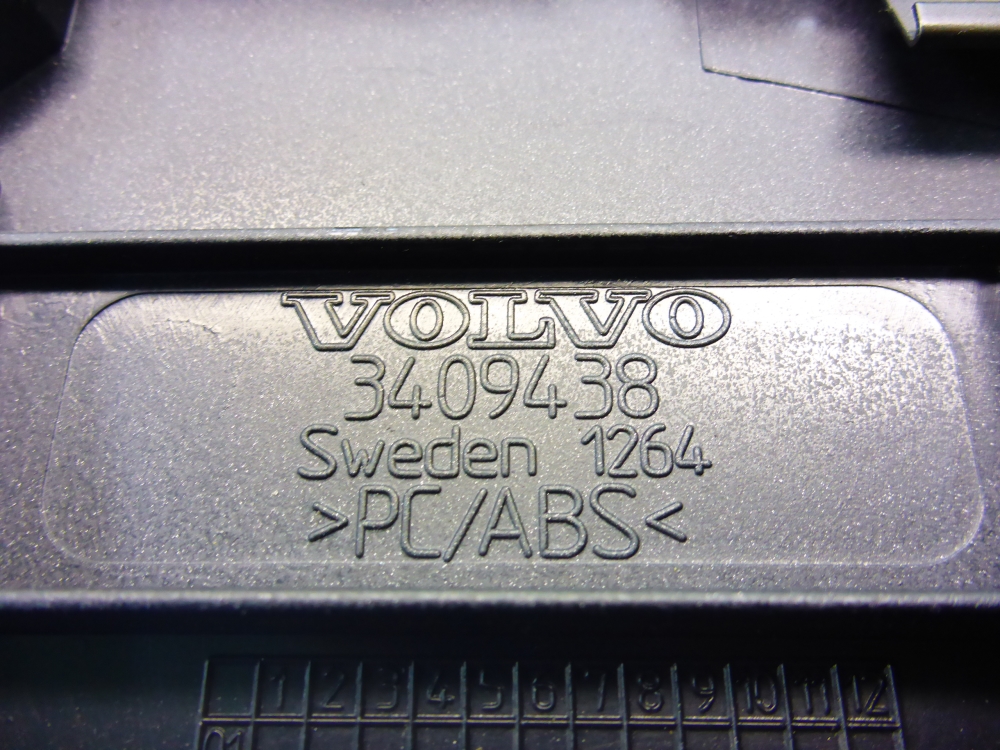 VOLVO
3409438
Sweden 1264
>PC/ABS<
1 2 3 4 5 6 7 8 9 10 11 12